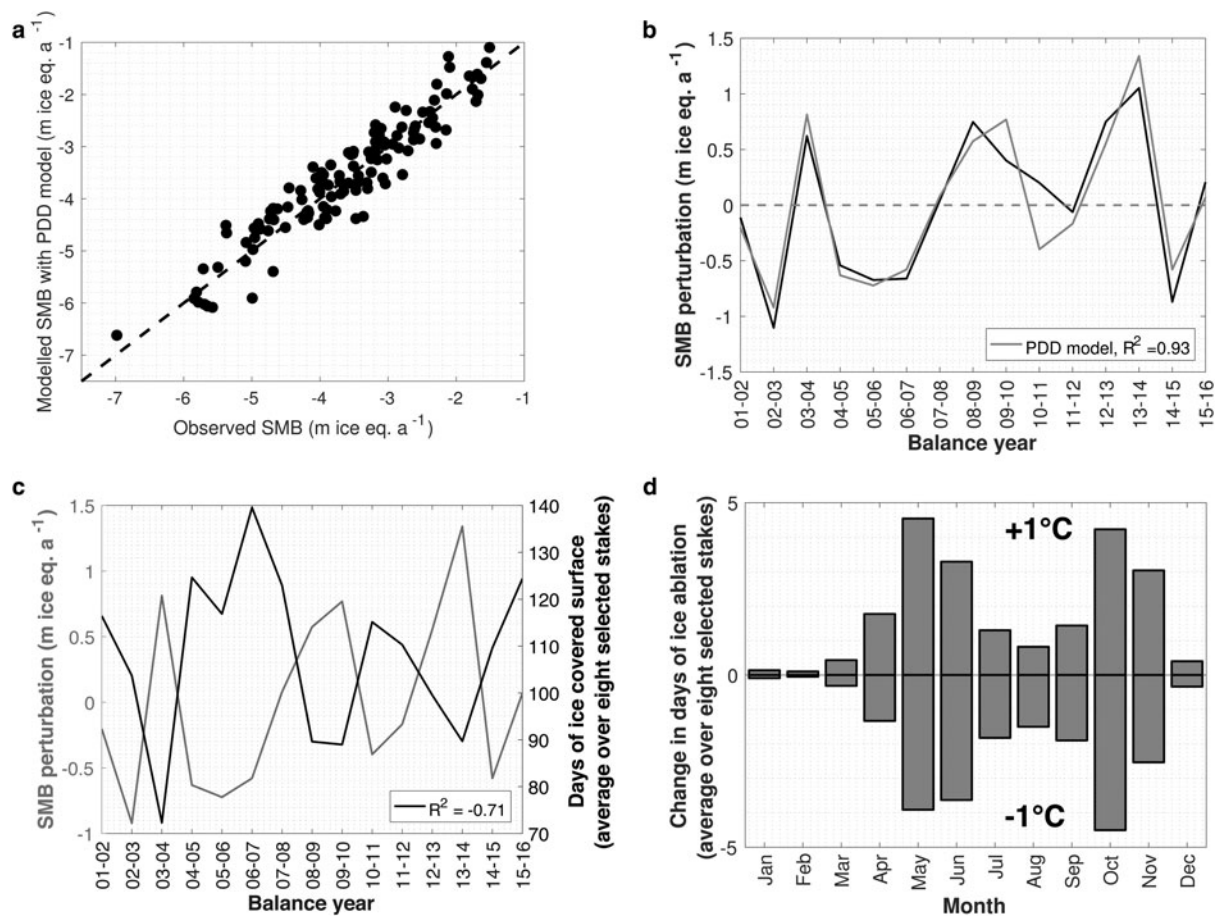 a
Modelled SMB with PDD model (m ice eq. a -1)
-1
-2
-3
-4
-5
-6
-7
-7 -6 -5 -4 -3 -2 -1
Observed SMB (m ice eq. a -1)
b
SMB perturbation (m ice eq. a -1)
1.5
1
0.5
0
-0.5
-1
-1.5
PDD model, R2 =0.93
01-02
02-03
03-04
04-05
05-06
06-07
07-08
08-09
09-10
10-11
11-12
12-13
13-14
14-15
15-16
Balance year
c
SMB perturbation (m ice eq. a -1)
1.5
1
0.5
0
-0.5
-1
140
130
120
110
100
90
80
70
Days of ice covered surface
(average over eight selected stakes)
R2 = -0.71
01-02
02-03
03-04
04-05
05-06
06-07
07-08
08-09
09-10
10-11
11-12
12-13
13-14
14-15
15-16
Balance year
d
Change in days of ice ablation
(average over eight selected stakes)
5
0
-5
+1°C
-1°C
Jan
Feb
Mar
Apr
May
Jun
Jul
Aug
Sep
Oct
Nov
Dec
Month